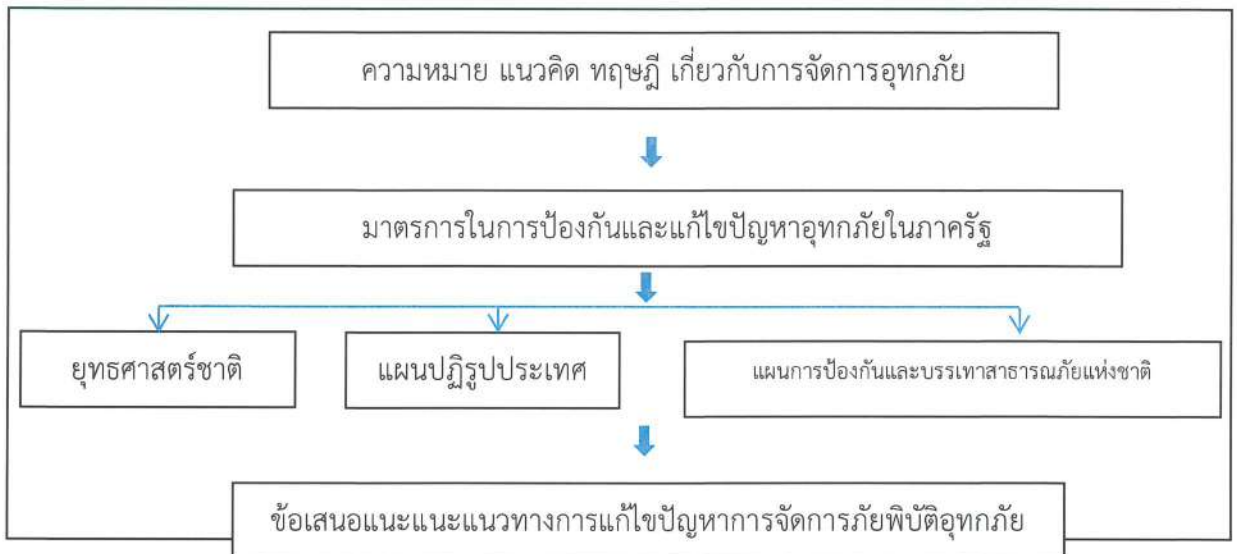 ความหมาย แนวคิด ทฤษฎี เกี่ยวกับการจัดการอุทกภัย
มาตรการในการป้องกันและแก้ไขปัญหาอุทกภัยในภาครัฐ
ยุทธศาสตร์ชาติ
แผนปฏิรูปประเทศ
แผนการป้องกันและบรรเทาสาธารณภัยแห่งชาติ
ข้อเสนอแนะแนะแนวทางการแก้ไขปัญหาการจัดการภัยพิบัติอุทกภัย